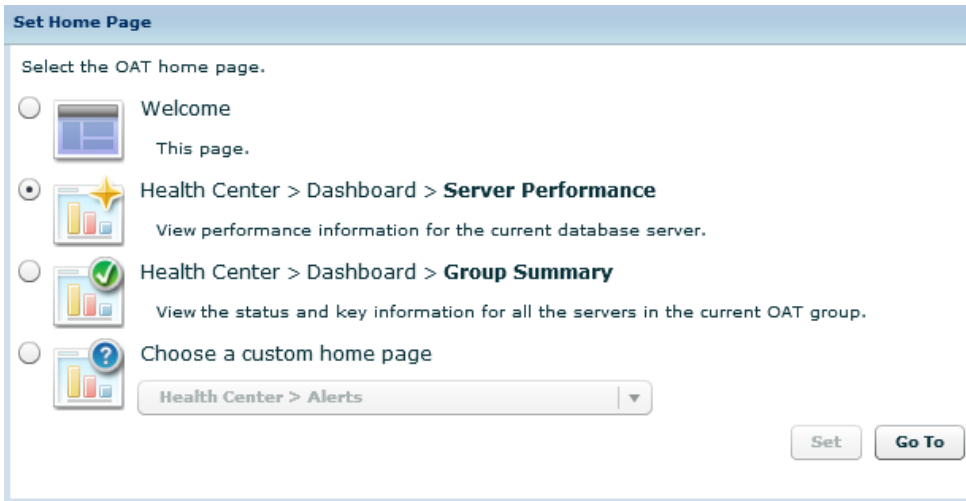 Set Home Page
Select the OAT home page.
Welcome
This page.
Health Center > Dashboard > Server Performance
View performance information for the current database server.
Health Center > Dashboard > Group Summary
View the status and key information for all the servers in the current OAT group.
Choose a custom home page
Health Center > Alerts
Set Go To